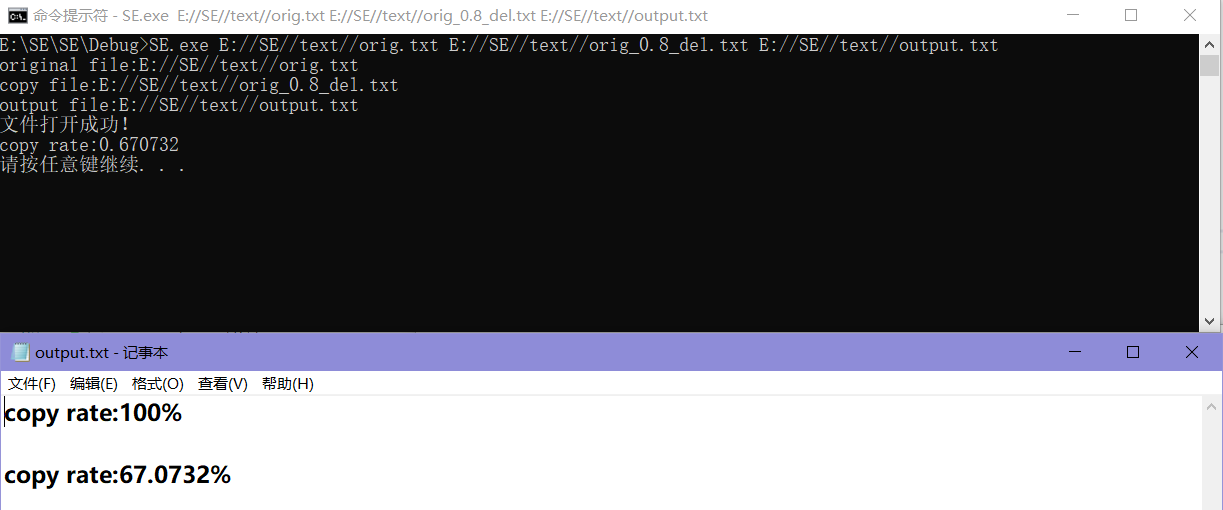 命令提示符 - SE.exe  E://SE//text//orig.txt E://SE//text//orig_0.8_del.txt E://SE//text//output.txt
E:\SE\SE\Debug>SE.exe E://SE//text//orig.txt E://SE//text//orig_0.8_del.txt E://SE//text//output.txt
original file:E://SE//text//orig.txt
copy file:E://SE//text//orig_0.8_del.txt
output file:E://SE//text//output.txt
文件打开成功!
copy rate:0.670732
请按任意键继续. . .
output.txt - 记事本
文件(F) 编辑(E) 格式(O) 查看(V) 帮助(H)
copy rate:100%
copy rate:67.0732%